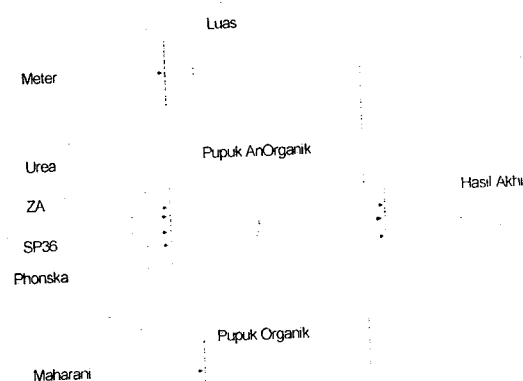 Luas
Meter
Pupuk AnOrganik
Urea
Hasil Akhi
ZA
SP36
Phonska
Pupuk Organik
Maharani